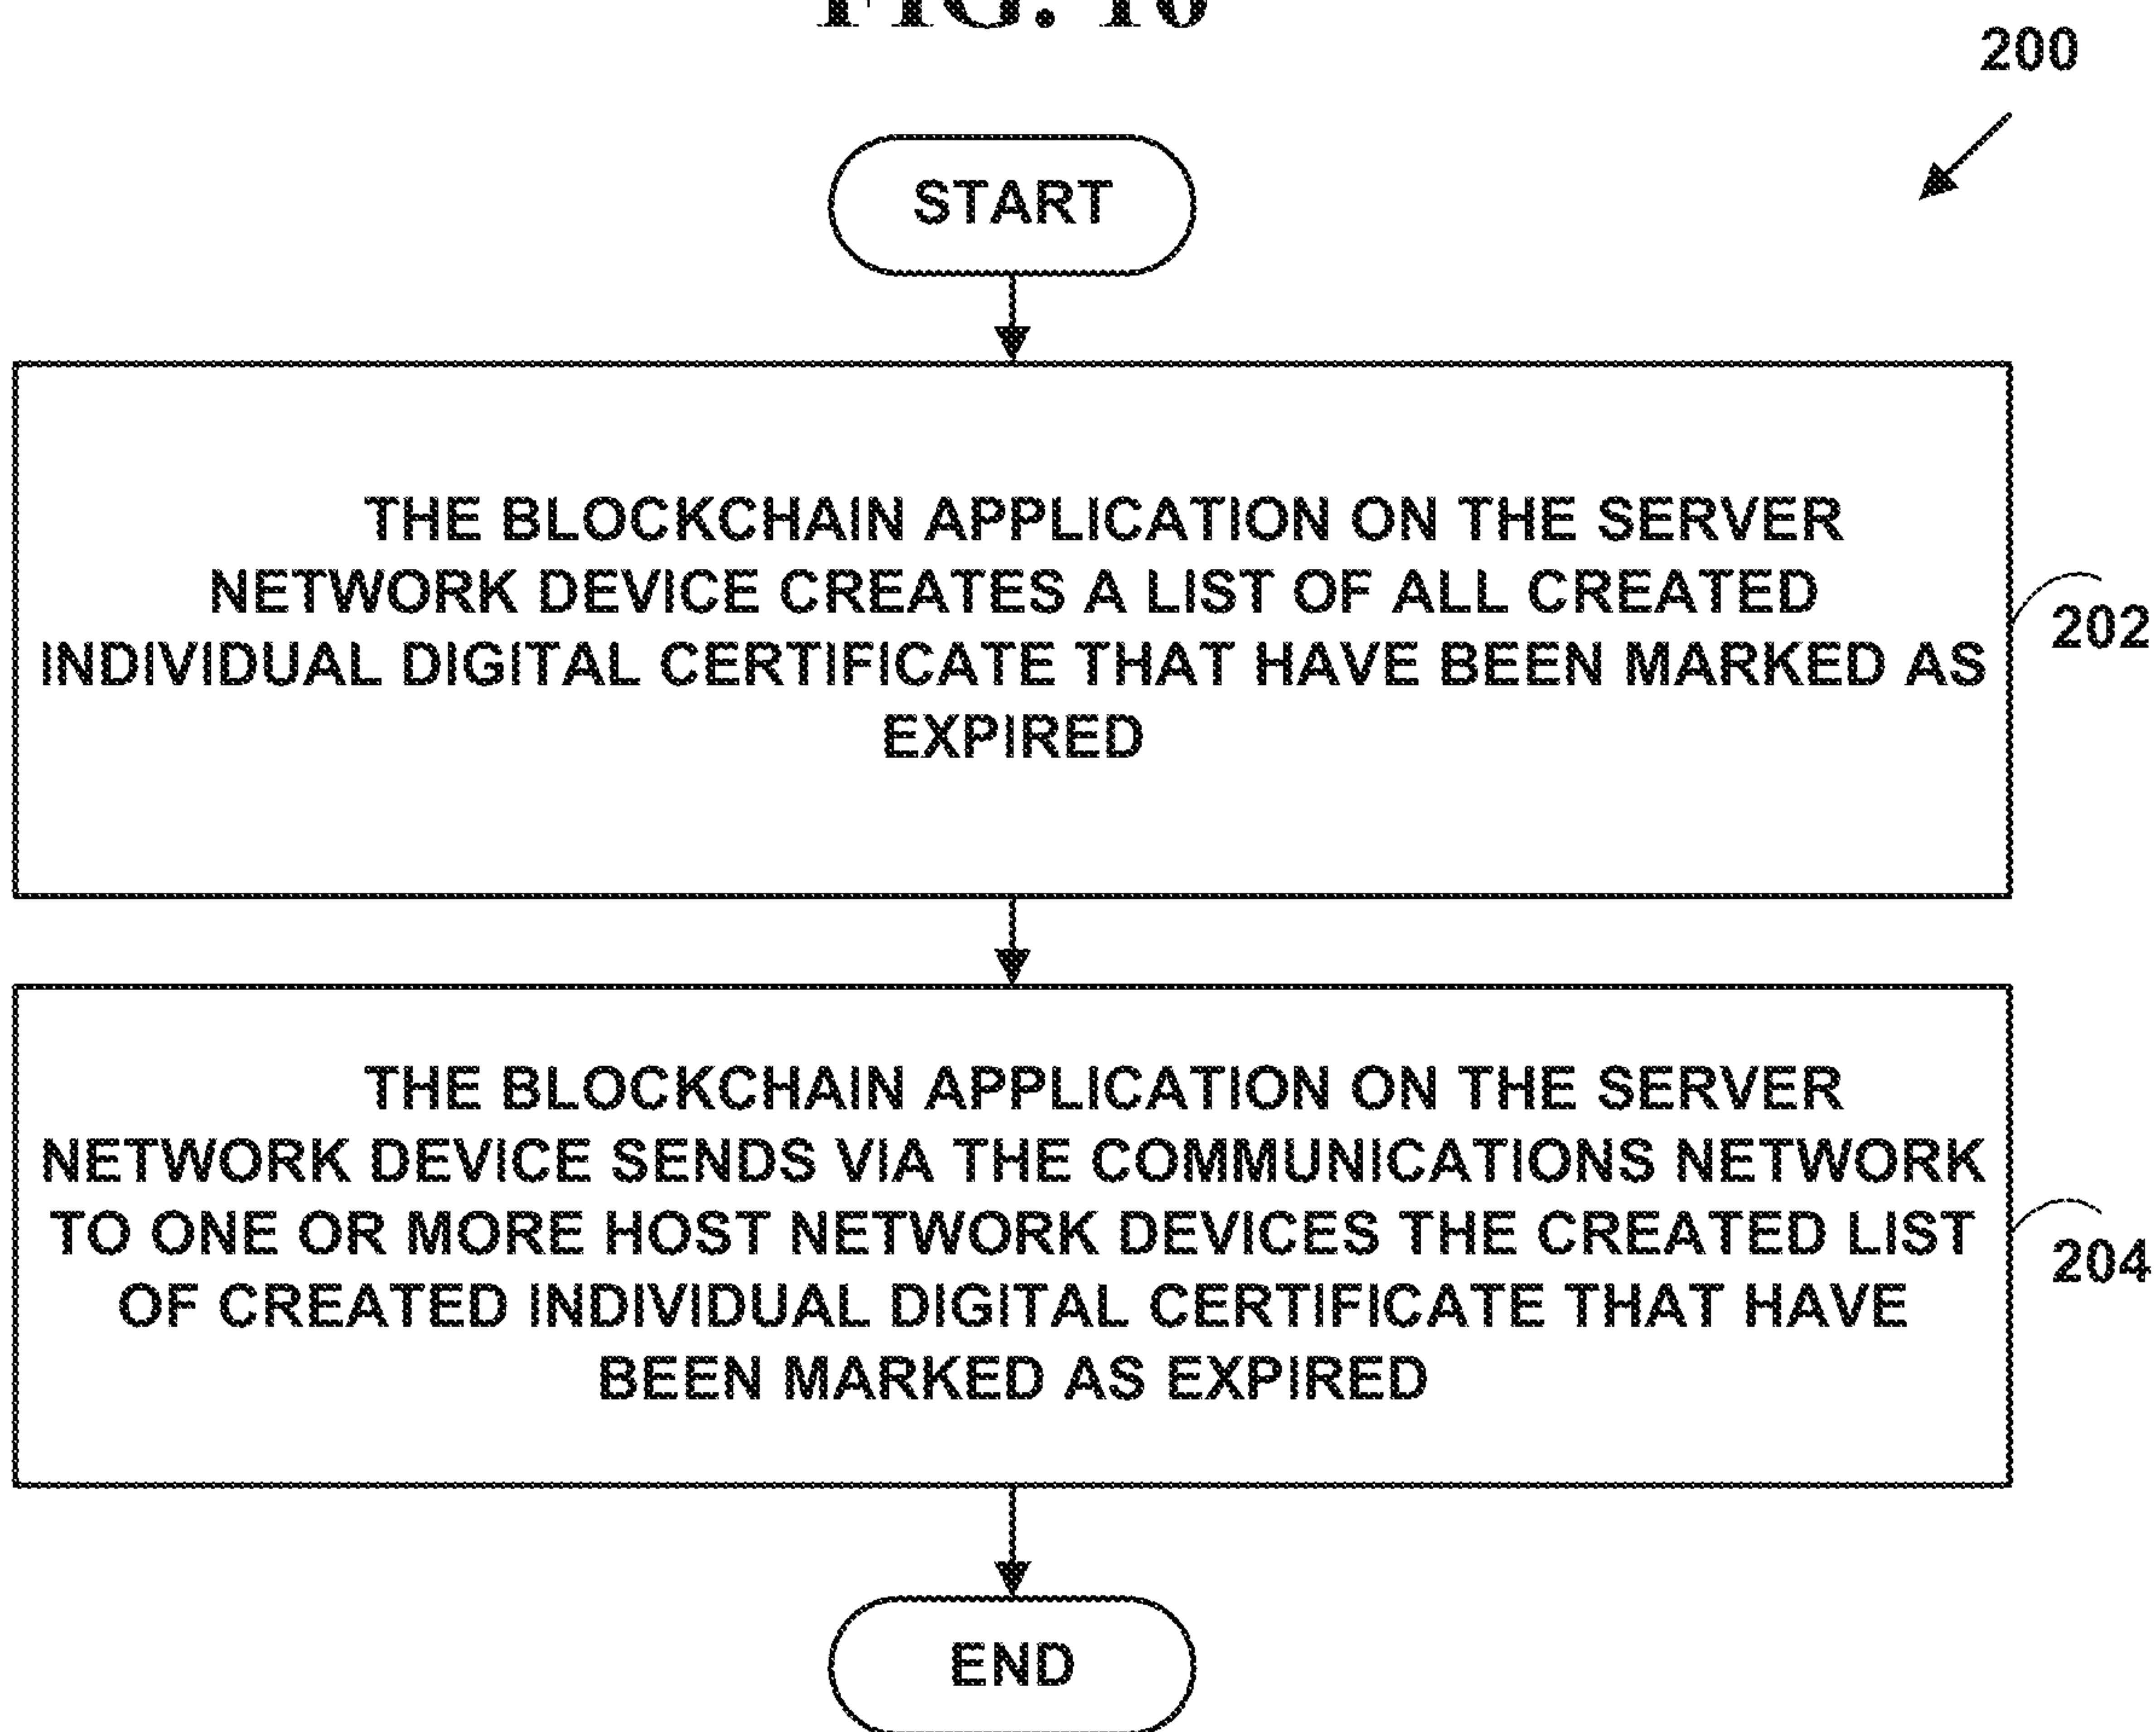 FIG. 10
200
START
THE BLOCKCHAIN APPLICATION ON THE SERVER
NETWORK DEVICE CREATES A LIST OF ALL CREATED
INDIVIDUAL DIGITAL CERTIFICATE THAT HAVE BEEN MARKED AS
EXPIRED
202
THE BLOCKCHAIN APPLICATION ON THE SERVER
NETWORK DEVICE SENDS VIA THE COMMUNICATIONS NETWORK
TO ONE OR MORE HOST NETWORK DEVICES THE CREATED LIST
OF CREATED INDIVIDUAL DIGITAL CERTIFICATE THAT HAVE
BEEN MARKED AS EXPIRED
204
END